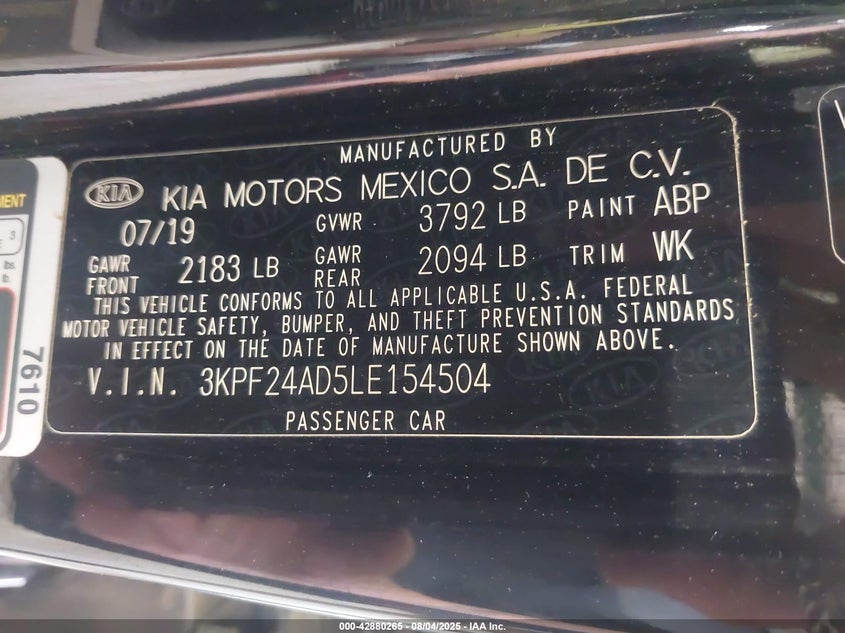 MANUFACTURED BY
KIA KIA MOTORS MEXICO S.A. DE C.V.
07/19 GVWR 3792 LB PAINT ABP
GAWR FRONT 2183 LB GAWR REAR 2094 LB TRIM WK
THIS VEHICLE CONFORMS TO ALL APPLICABLE U.S.A. FEDERAL
MOTOR VEHICLE SAFETY, BUMPER, AND THEFT PREVENTION STANDARDS
IN EFFECT ON THE DATE OF MANUFACTURE SHOWN ABOVE.
V.I.N. 3KPF24AD5LE154504
PASSENGER CAR
3
lbs.
lb.
7610
000-42880265 - 08/04/2025 - IAA Inc.